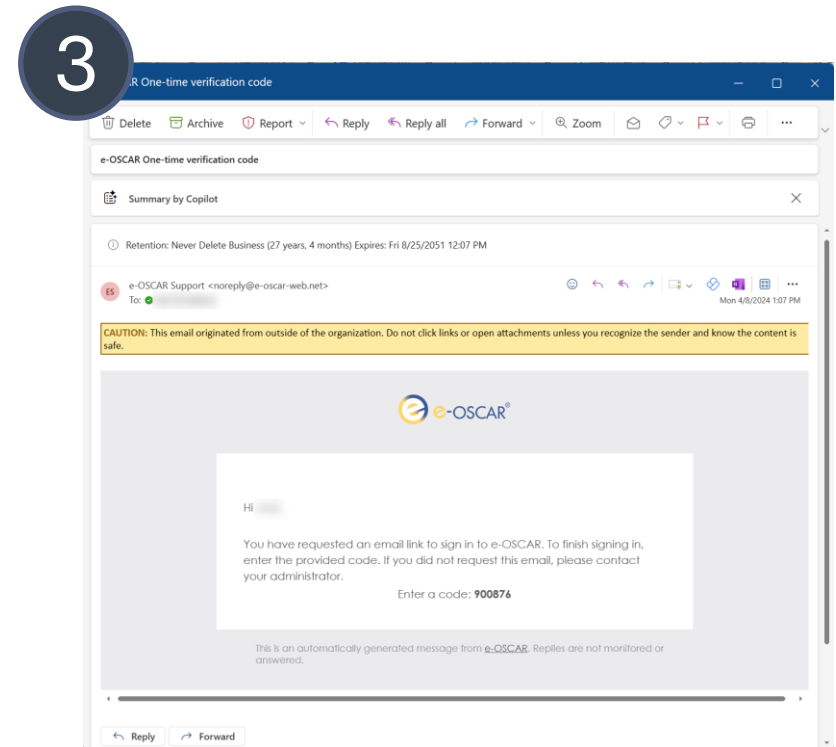 3
R One-time verification code
Delete Archive Report Reply Reply all Forward Zoom
e-OSCAR One-time verification code
Summary by Copilot
Retention: Never Delete Business (27 years, 4 months) Expires: Fri 8/25/2051 12:07 PM
ES
e-OSCAR Support <noreply@e-oscar-web.net>
To:
Mon 4/8/2024 1:07 PM
CAUTION: This email originated from outside of the organization. Do not click links or open attachments unless you recognize the sender and know the content is
safe.
e-OSCAR®
Hi
You have requested an email link to sign in to e-OSCAR. To finish signing in,
enter the provided code. If you did not request this email, please contact
your administrator.
Enter a code: 900876
This is an automatically generated message from e-OSCAR. Replies are not monitored or
answered.
Reply Forward